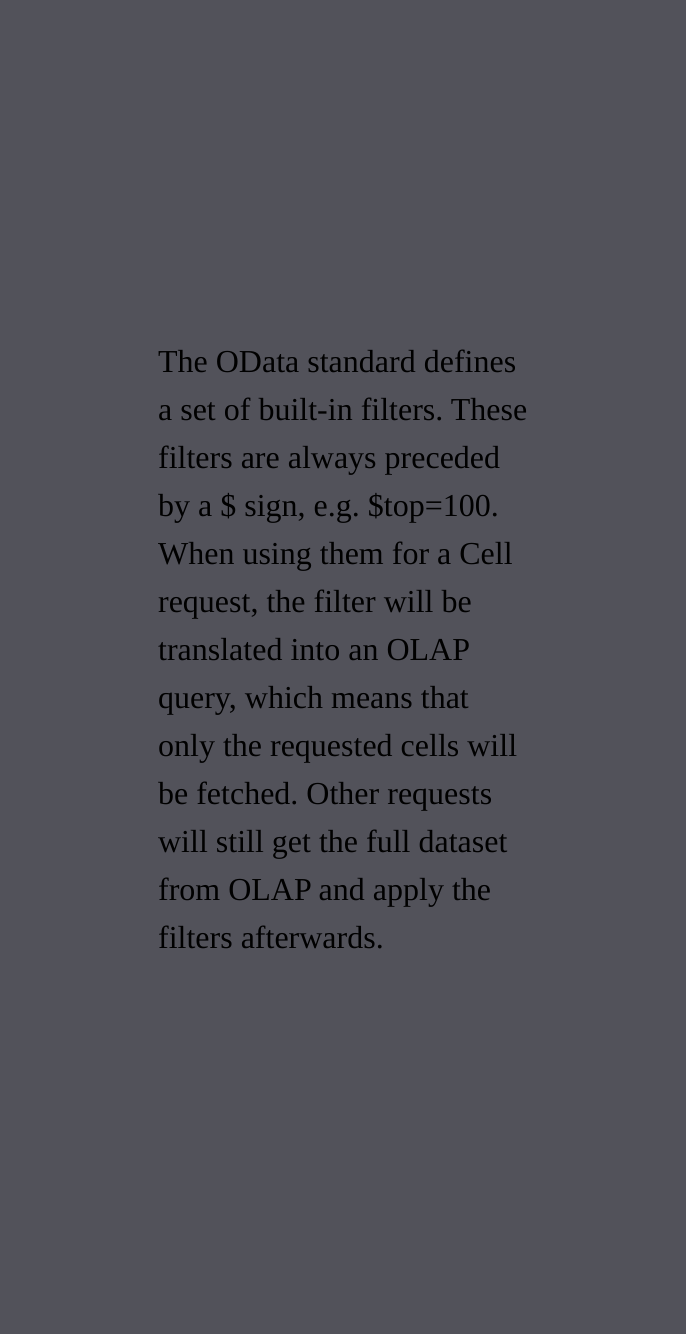 The OData standard defines
a set of built-in filters. These
filters are always preceded
by a $ sign, e.g. $top=100.
When using them for a Cell
request, the filter will be
translated into an OLAP
query, which means that
only the requested cells will
be fetched. Other requests
will still get the full dataset
from OLAP and apply the
filters afterwards.